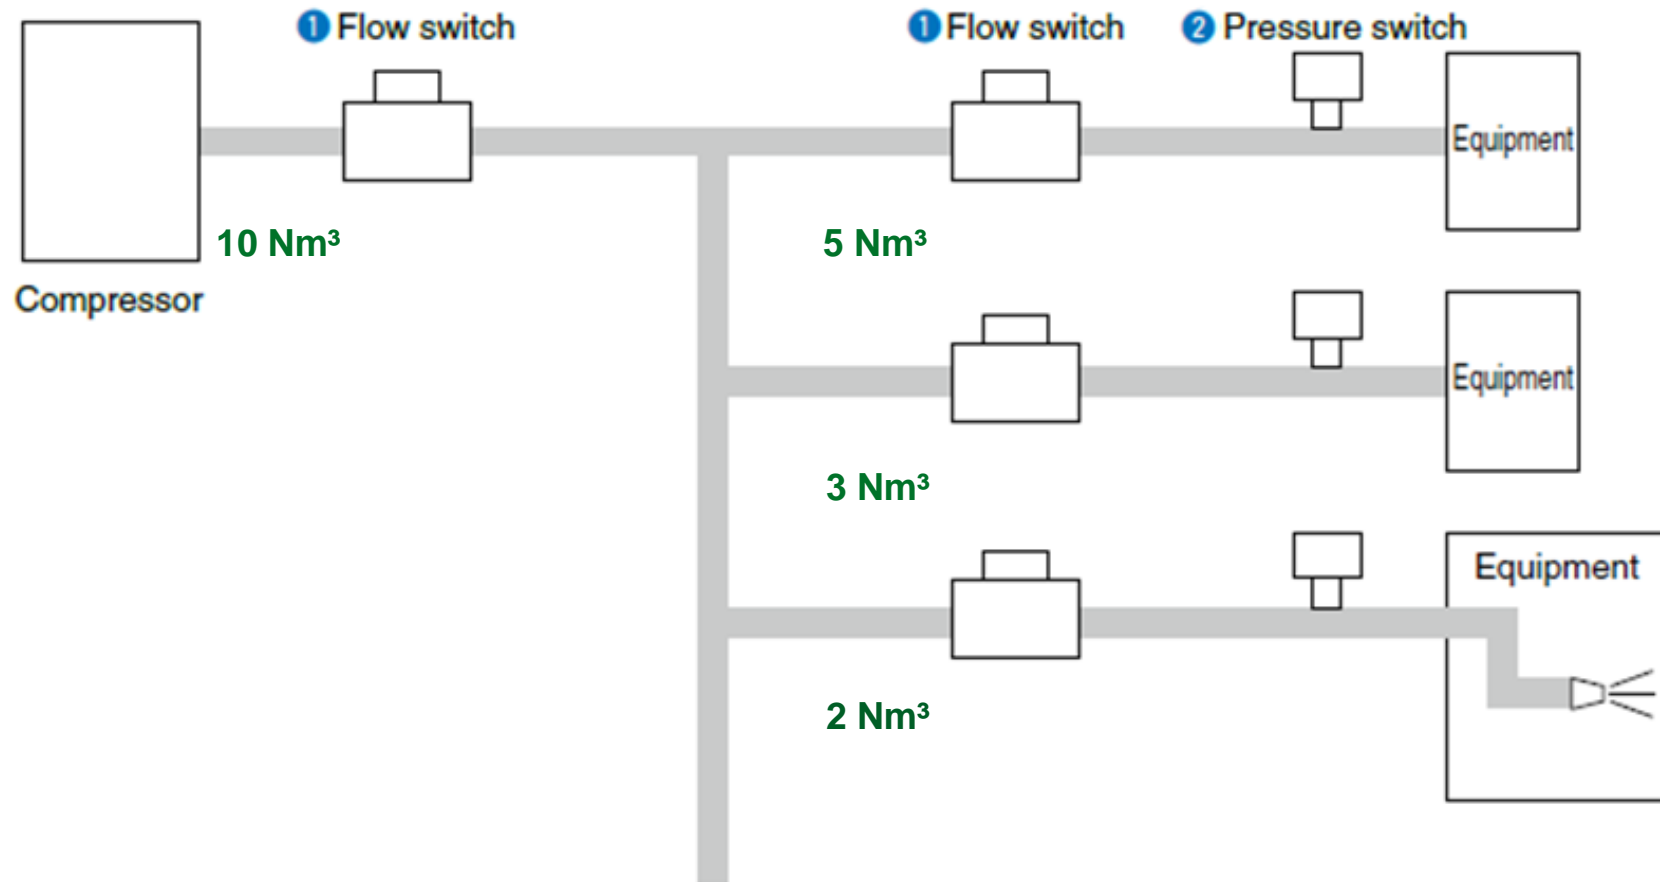 ❶ Flow switch
❶ Flow switch
❷ Pressure switch
Equipment
10 Nm³
5 Nm³
Compressor
Equipment
3 Nm³
Equipment
2 Nm³